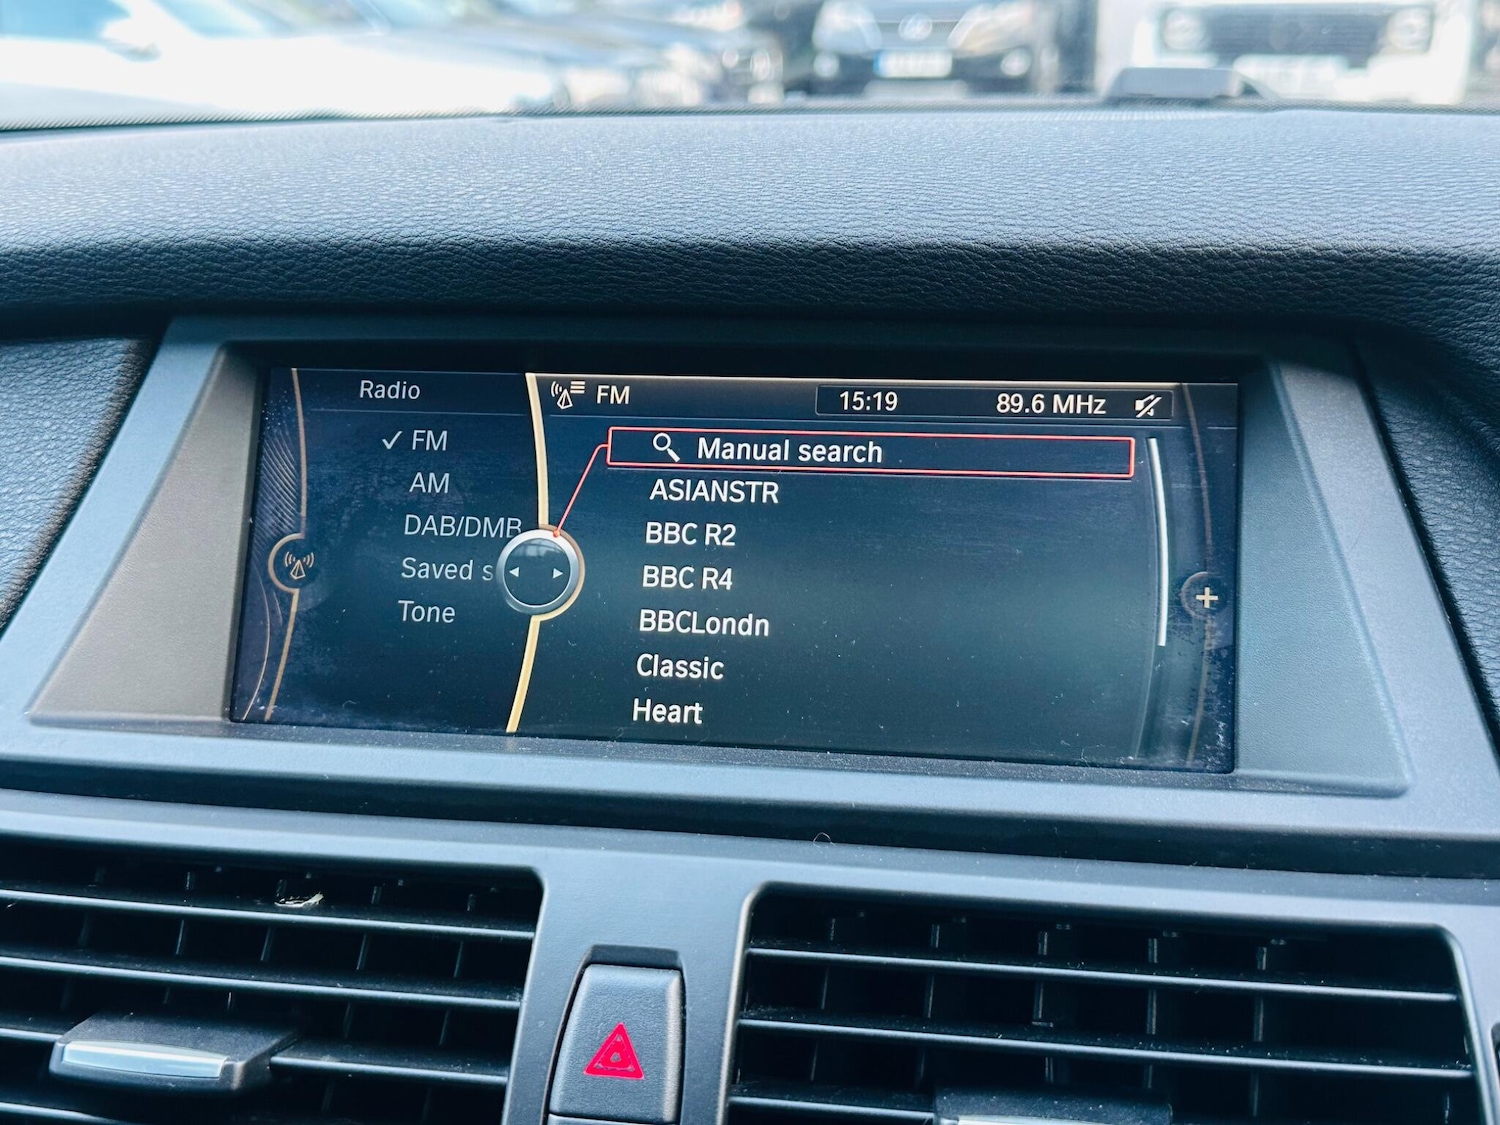 Radio
FM 15:19 89.6 MHz
FM
AM
DAB/DMB
Saved s
Tone
Manual search
ASIANSTR
BBC R2
BBC R4
BBCLondn
Classic
Heart